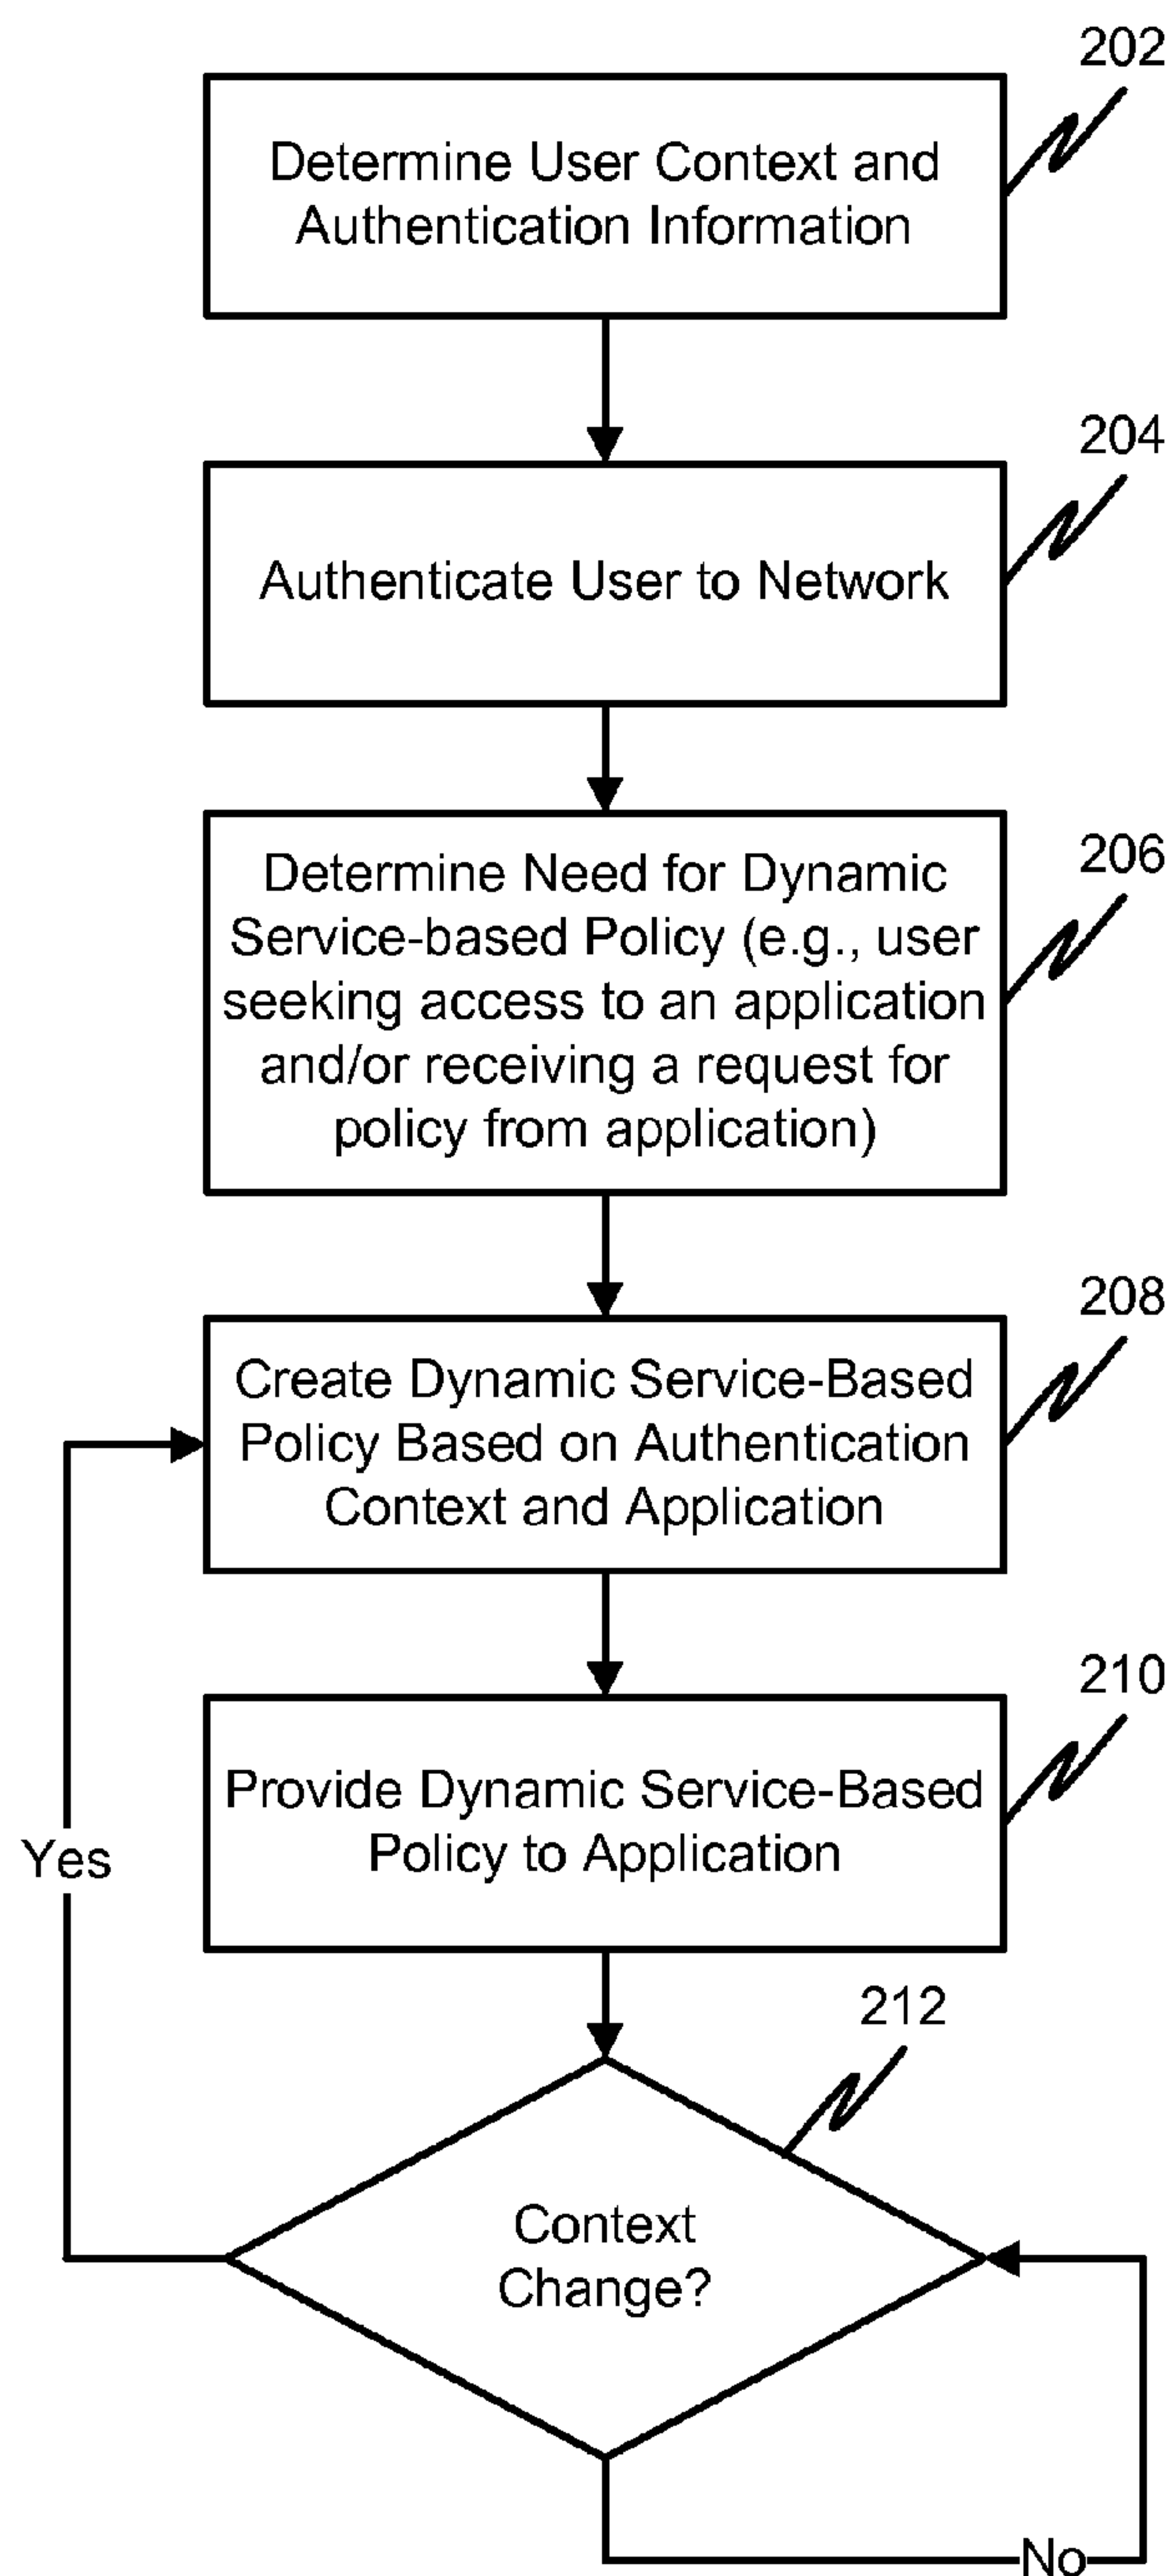 202
Determine User Context and
Authentication Information
204
Authenticate User to Network
206
Determine Need for Dynamic
Service-based Policy (e.g., user
seeking access to an application
and/or receiving a request for
policy from application)
208
Create Dynamic Service-Based
Policy Based on Authentication
Context and Application
210
Provide Dynamic Service-Based
Policy to Application
Yes
212
Context
Change?
No